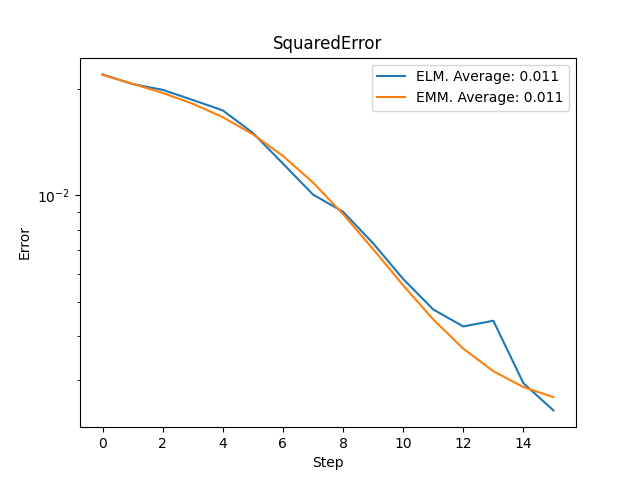 SquaredError
ELM. Average: 0.011
EMM. Average: 0.011
10⁻²
Error
0 2 4 6 8 10 12 14
Step